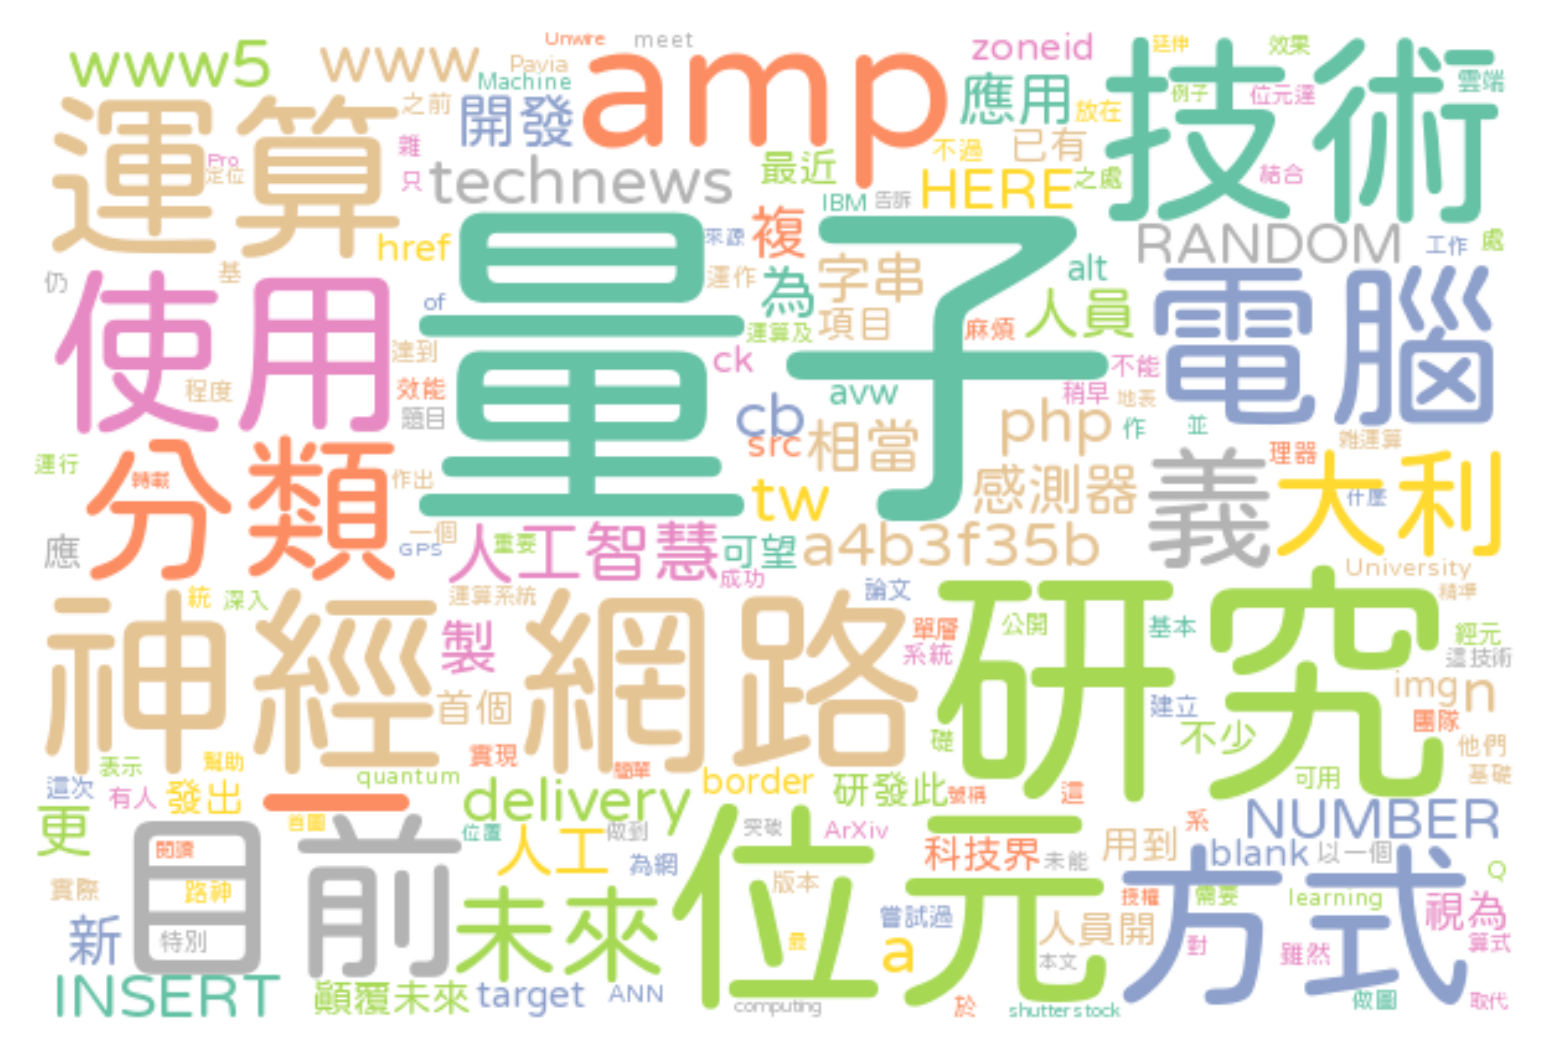 www5
www
Unwire
meet
Pavia
Machine
amp
zoneid
延伸
效果
技術
雲端
例子
位元達
運算
之前
開發
應用
放在
Pro
定位
雜
只
technews
最近
不過
已有
HERE
之處
結合
IBM
告訴
量子
href
來源
複
RANDOM
工作
處
仍
基
使用
of
運作
為
字串
alt
人員
電腦
運算及
項目
麻煩
達到
ck
不能
程度
效能
題目
avw
稍早
地表
cb
src
相當
php
作
並
分類
轉載
運行
作出
tw
感測器
義
理器
雜運算
大利
什麼
應
一個
GPS
重要
人工智慧
可望
成功
a4b3f35b
University
精準
統
深入
運算系統
論文
神經網路
製
首個
單層
系統
公開
研究
基本
經元
這技術
img
n
建立
團隊
不少
礎
他們
實現
表示
幫助
quantum
簡單
border
研發此
號稱
這
可用
基礎
這次
有人
發出
一
delivery
更
首圖
位置
人工
做到
突破
ArXiv
科技界
未能
用到
系
NUMBER
blank
以一個
目前
閱讀
為網
位元
版本
方式
Q
實際
路神
授權
需要
learning
新
特別
未來
嘗試過
人員開
視為
最
a
對
雖然
算式
本文
INSERT
顛覆未來
target
ANN
computing
於
shutterstock
做圖
取代